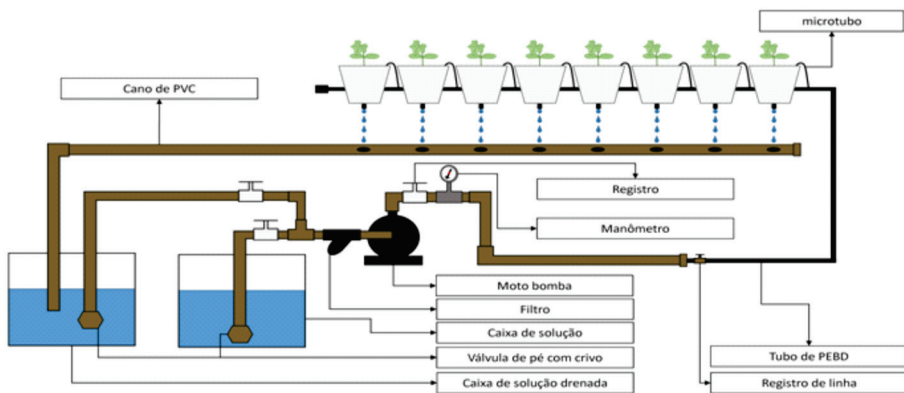 microtubo
Cano de PVC
Registro
Manômetro
Moto bomba
Filtro
Caixa de solução
Válvula de pé com crivo
Tubo de PEBD
Caixa de solução drenada
Registro de linha